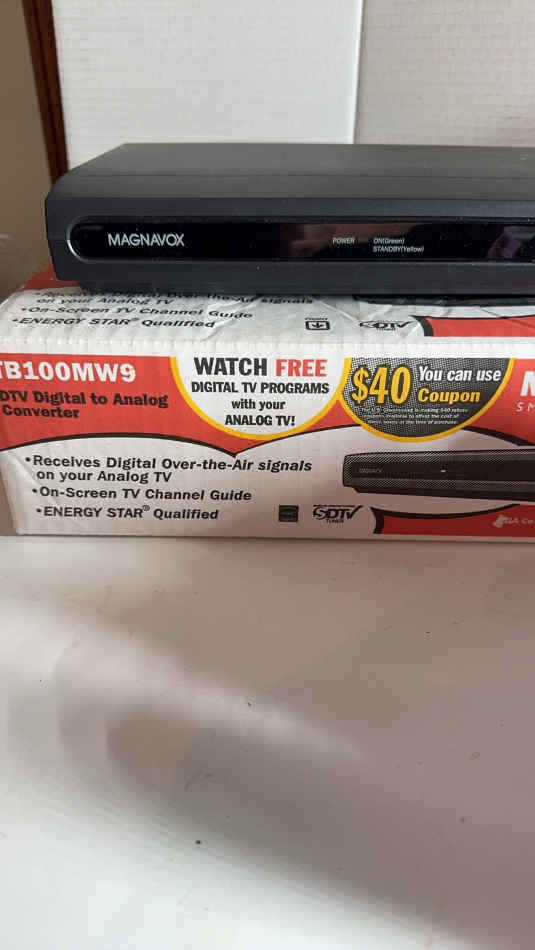 MAGNAVOX
POWER
ON(Green)
STANDBY(Yellow)
on your Analog TV
•On-Screen TV Channel Guide
•ENERGY STAR® Qualified
SDTV
TB100MW9
DTV Digital to Analog
Converter
WATCH FREE
DIGITAL TV PROGRAMS
with your
ANALOG TV!
$40 You can use
Coupon
•Receives Digital Over-the-Air signals
on your Analog TV
•On-Screen TV Channel Guide
•ENERGY STAR® Qualified
SDTV
TUNER